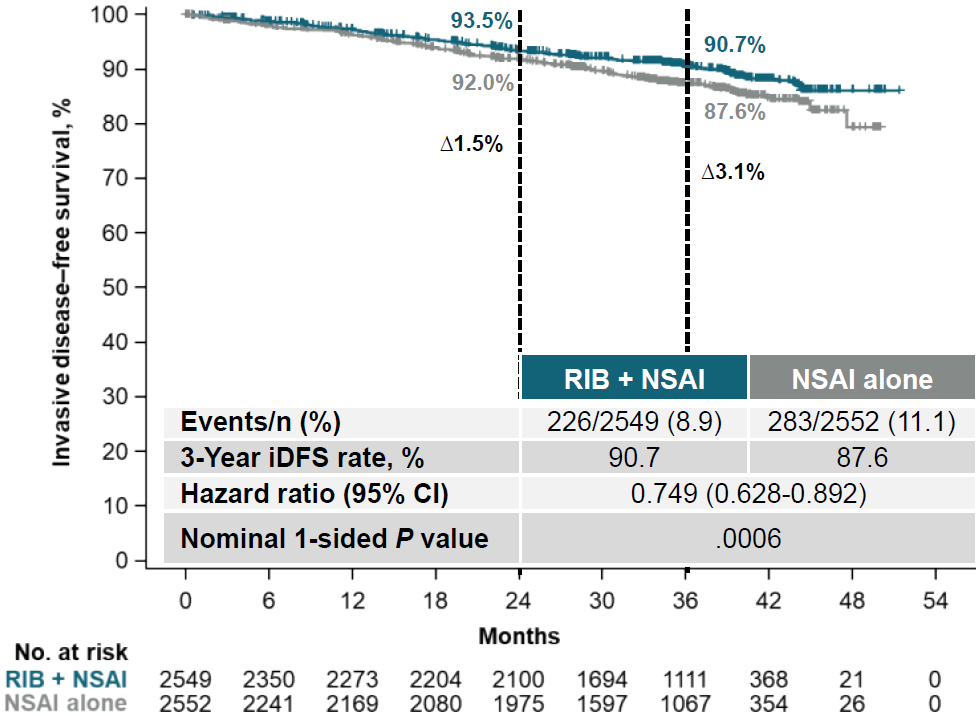 Invasive disease–free survival, %
100
90
80
70
60
50
40
30
20
10
0
93.5%
92.0%
∆1.5%
90.7%
87.6%
∆3.1%
RIB + NSAI NSAI alone
Events/n (%) 226/2549 (8.9) 283/2552 (11.1)
3-Year iDFS rate, % 90.7 87.6
Hazard ratio (95% CI) 0.749 (0.628-0.892)
Nominal 1-sided P value .0006
0 6 12 18 24 30 36 42 48 54
Months
No. at risk
RIB + NSAI 2549 2350 2273 2204 2100 1694 1111 368 21 0
NSAI alone 2552 2241 2169 2080 1975 1597 1067 354 26 0